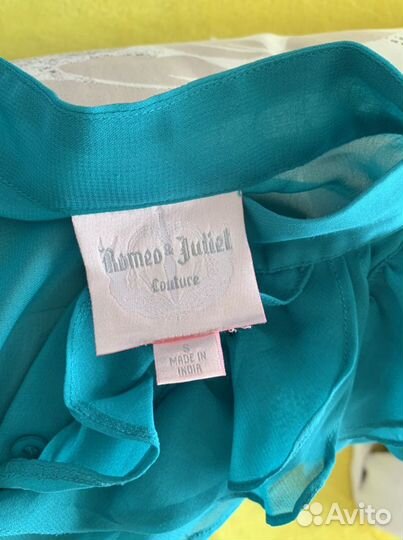 Romeo & Juliet
Couture
S
MADE IN
INDIA
Avito